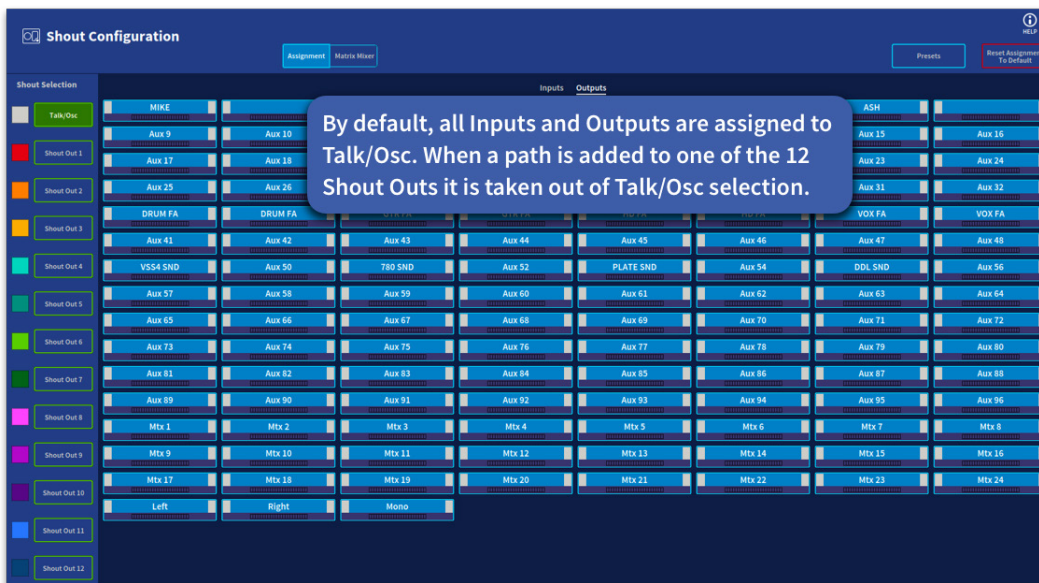 Shout Configuration
HELP
Assignment Matrix Mixer
Presets
Reset Assignment
To Default
Shout Selection
Inputs Outputs
Talk/Osc
Shout Out 1
Shout Out 2
Shout Out 3
Shout Out 4
Shout Out 5
Shout Out 6
Shout Out 7
Shout Out 8
Shout Out 9
Shout Out 10
Shout Out 11
Shout Out 12
By default, all Inputs and Outputs are assigned to
Talk/Osc. When a path is added to one of the 12
Shout Outs it is taken out of Talk/Osc selection.
MIKE ASH
Aux 9 Aux 10 Aux 15 Aux 16
Aux 17 Aux 18 Aux 23 Aux 24
Aux 25 Aux 26 Aux 31 Aux 32
DRUM FA DRUM FA VOX FA VOX FA
Aux 41 Aux 42 Aux 43 Aux 44 Aux 45 Aux 46 Aux 47 Aux 48
VSS4 SND Aux 50 780 SND Aux 52 PLATE SND Aux 54 DDL SND Aux 56
Aux 57 Aux 58 Aux 59 Aux 60 Aux 61 Aux 62 Aux 63 Aux 64
Aux 65 Aux 66 Aux 67 Aux 68 Aux 69 Aux 70 Aux 71 Aux 72
Aux 73 Aux 74 Aux 75 Aux 76 Aux 77 Aux 78 Aux 79 Aux 80
Aux 81 Aux 82 Aux 83 Aux 84 Aux 85 Aux 86 Aux 87 Aux 88
Aux 89 Aux 90 Aux 91 Aux 92 Aux 93 Aux 94 Aux 95 Aux 96
Mtx 1 Mtx 2 Mtx 3 Mtx 4 Mtx 5 Mtx 6 Mtx 7 Mtx 8
Mtx 9 Mtx 10 Mtx 11 Mtx 12 Mtx 13 Mtx 14 Mtx 15 Mtx 16
Mtx 17 Mtx 18 Mtx 19 Mtx 20 Mtx 21 Mtx 22 Mtx 23 Mtx 24
Left Right Mono